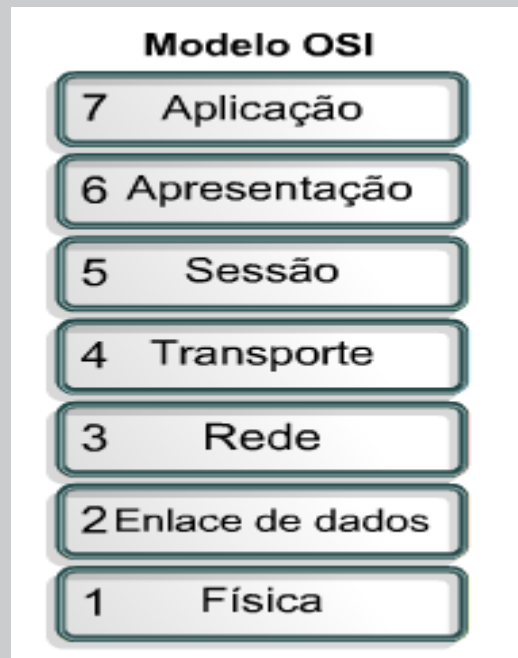 Modelo OSI
7 Aplicação
6 Apresentação
5 Sessão
4 Transporte
3 Rede
2 Enlace de dados
1 Física